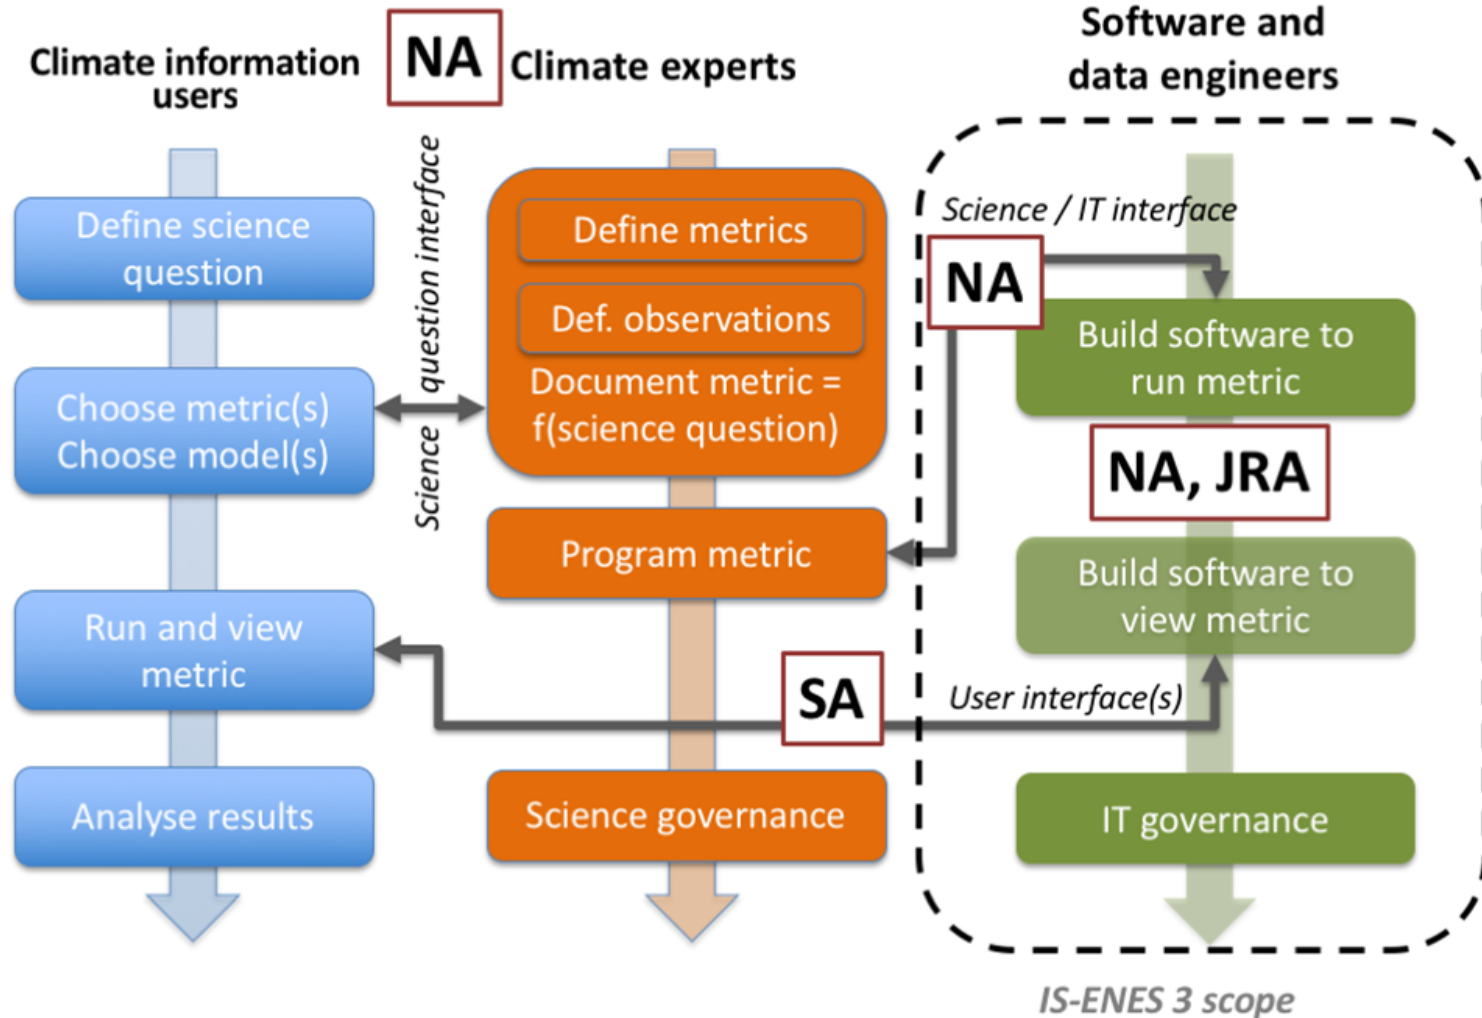 Climate information
users
NA
Climate experts
Software and
data engineers
Define science
question
Choose metric(s)
Choose model(s)
Run and view
metric
Analyse results
Science question interface
Define metrics
Def. observations
Document metric =
f(science question)
Program metric
SA
Science governance
Science / IT interface
NA
Build software to
run metric
NA, JRA
Build software to
view metric
User interface(s)
IT governance
IS-ENES 3 scope